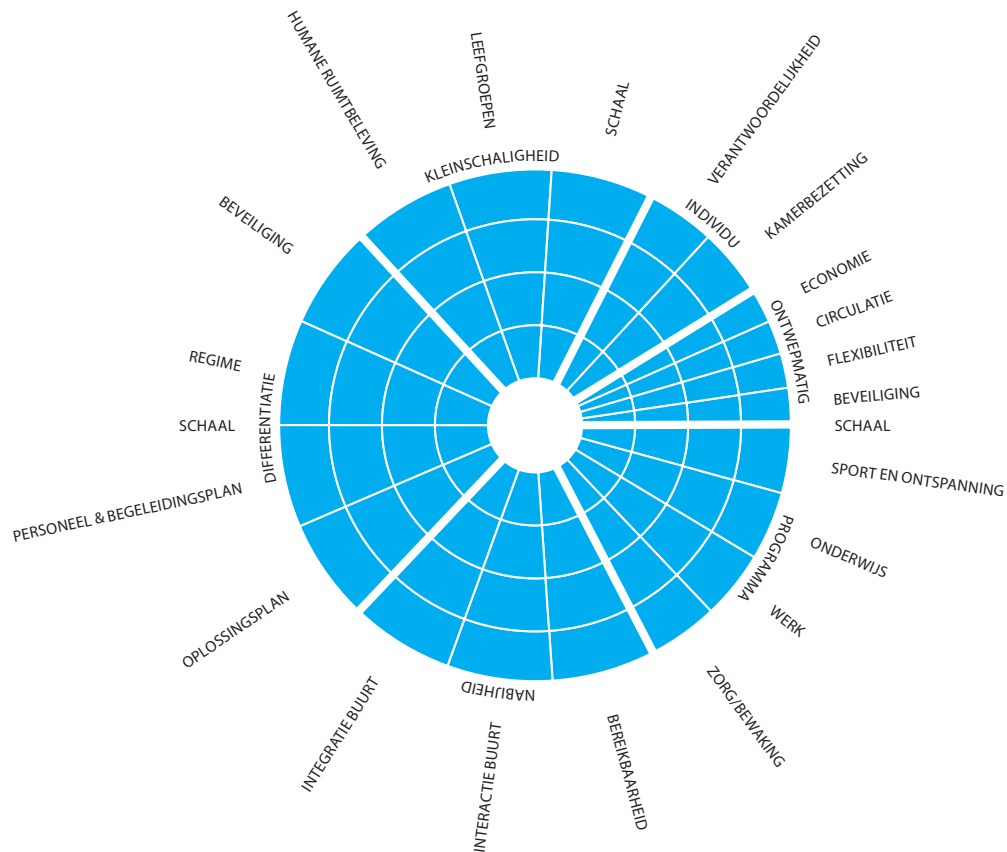 HUMANE RUIMTBELEVING
LEEFGROEPEN
SCHAAL
VERANTWOORDELIJKHEID
KLEINSCHALIGHEID
INDIVIDU
KAMERBEZETTING
BEVEILIGING
ECONOMIE
CIRCULATIE
ONTWEPMATIG
FLEXIBILITEIT
REGIME
BEVEILIGING
SCHAAL
DIFFERENTIATIE
SCHAAL
SPORT EN ONTSPANNING
PERSONEEL & BEGELEIDINGSPLAN
PROGRAMMA
ONDERWIJS
WERK
OPLOSSINGSPLAN
NABIJHEID
ZORG/BEWAKING
INTEGRATIE BUURT
INTERACTIE BUURT
BEREIKBAARHEID